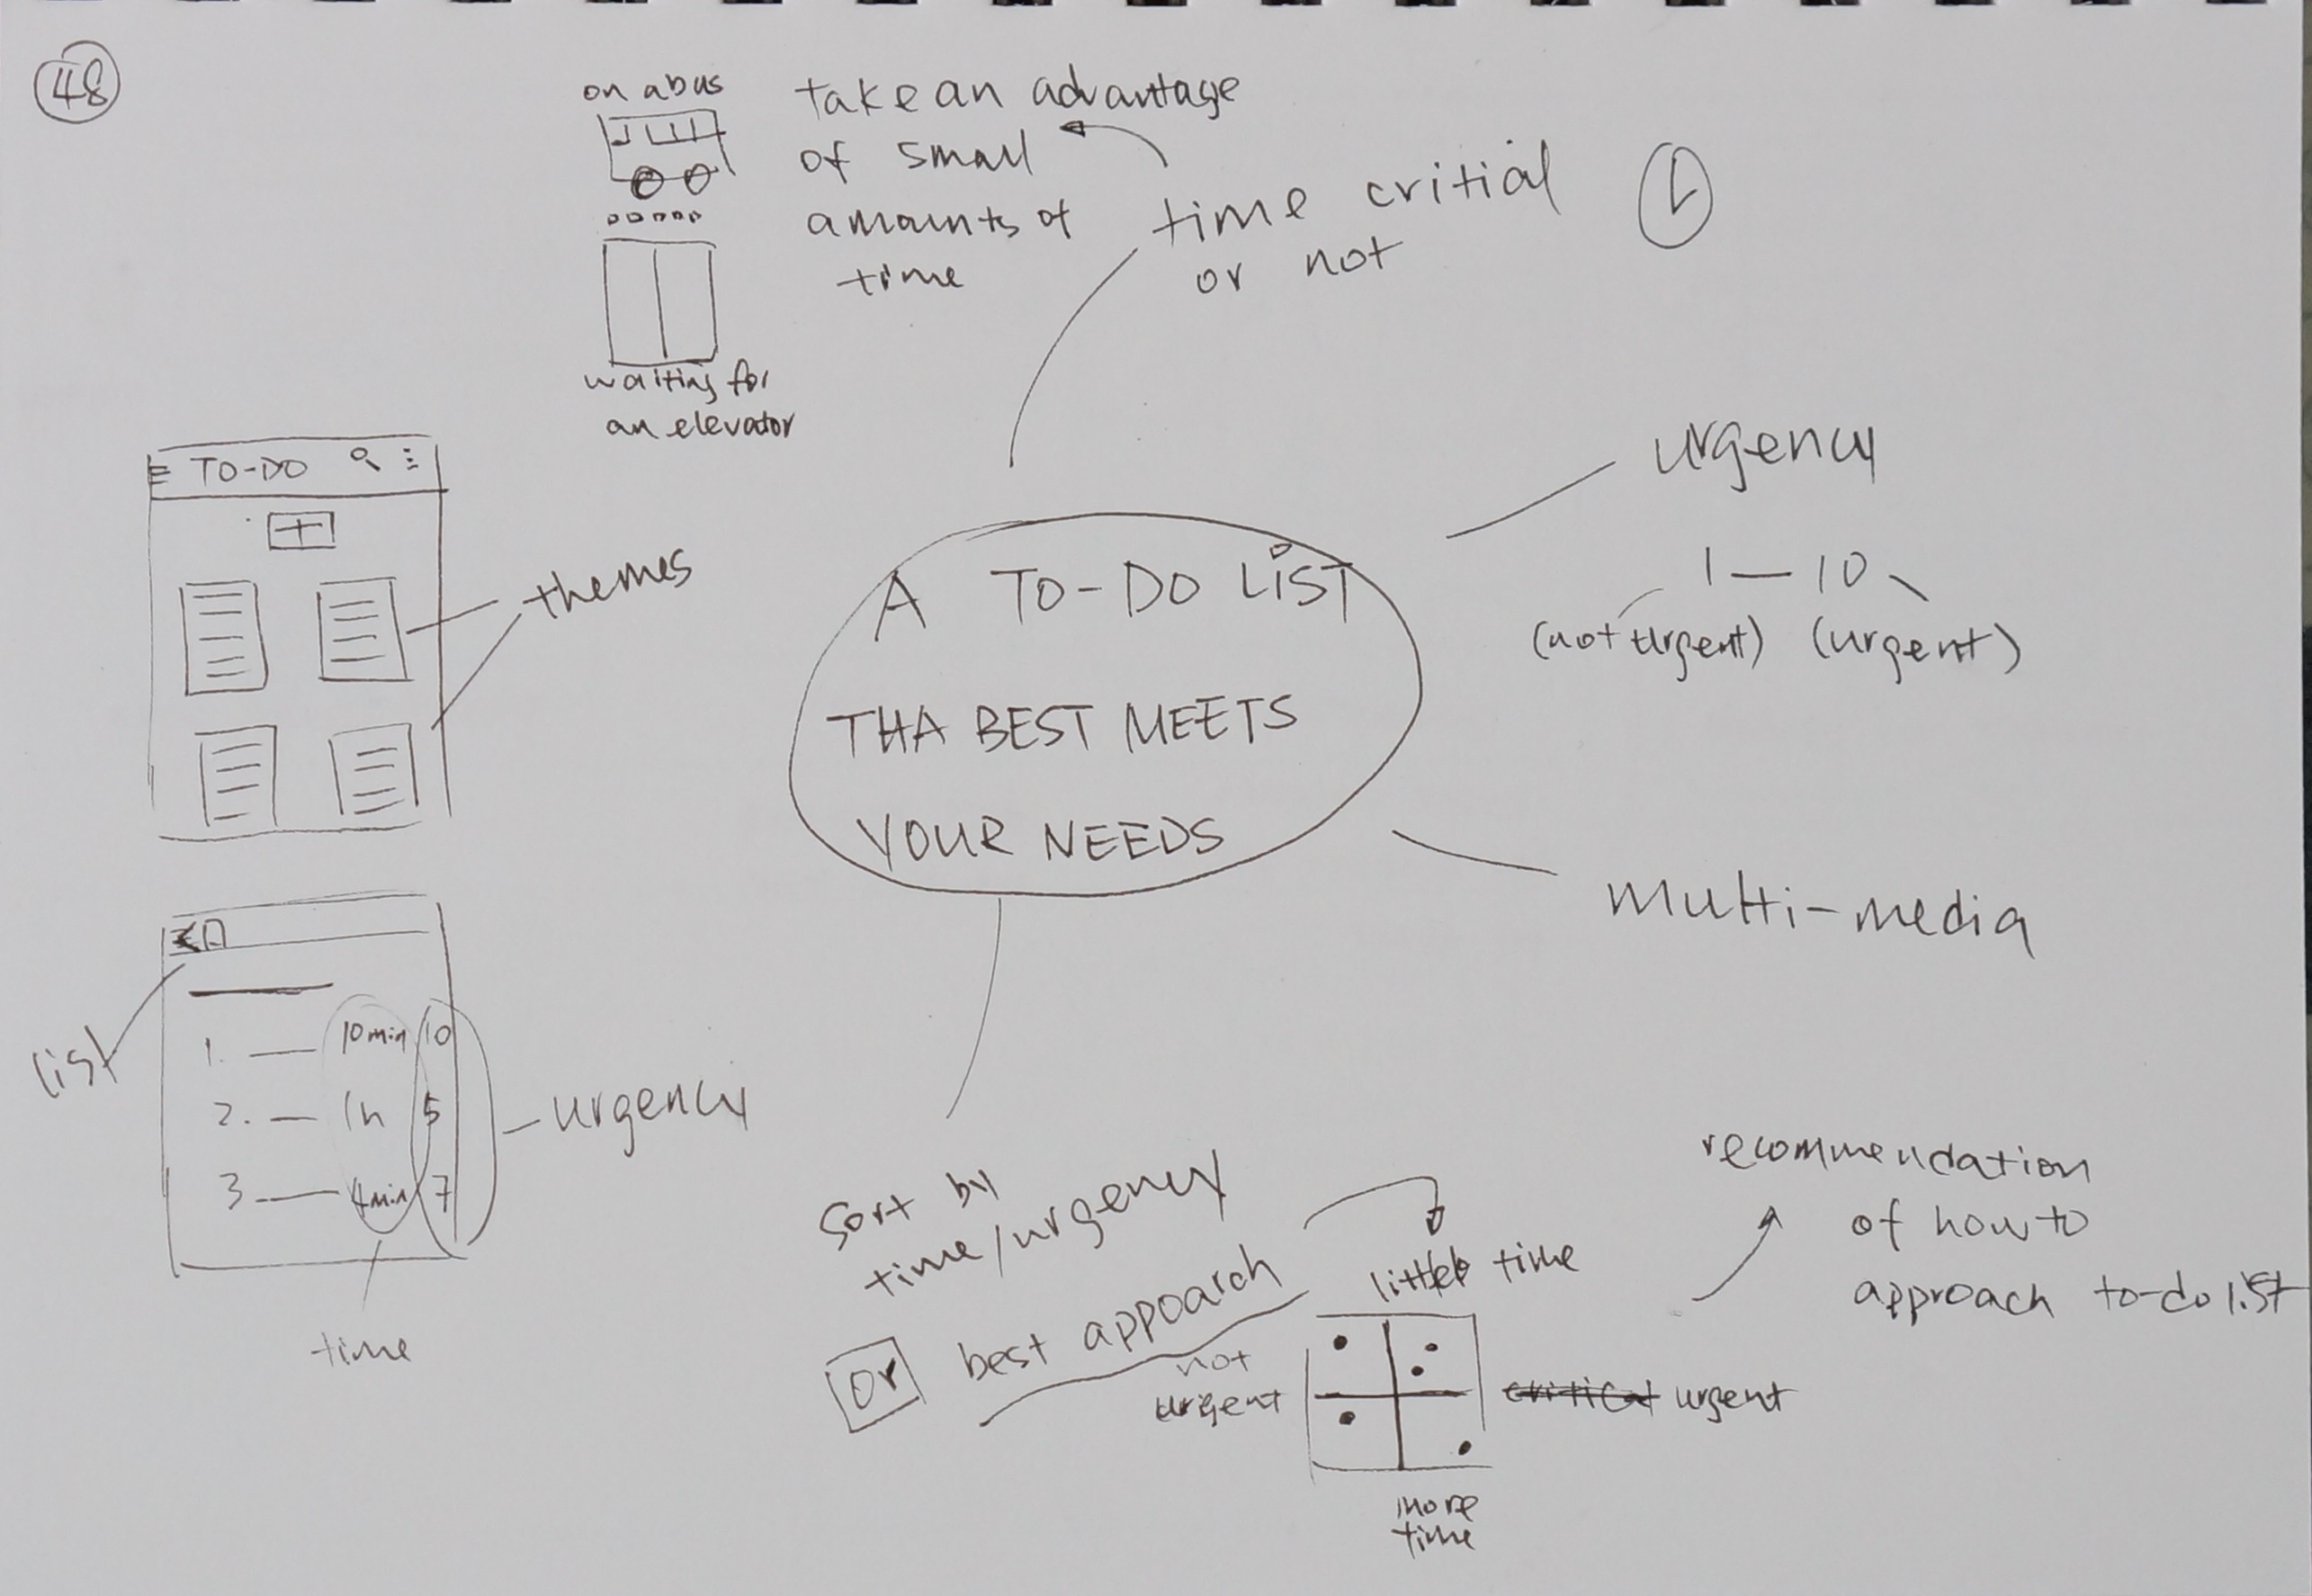 48
on a bus
take an advantage
of small
amounts of
time
time critial
or not
waiting for
an elevator
TO-DO
+
themes
A TO-DO LIST
THA BEST MEETS
YOUR NEEDS
urgency
1 — 10
(not urgent) (urgent)
multi-media
A
list
1. 10min 10
2. 1h 5
3 4min 7
urgency
time
sort by
time/urgency
or best appoarch
little time
not
urgent
critical urgent
more
time
recommendation
of how to
approach to-do list